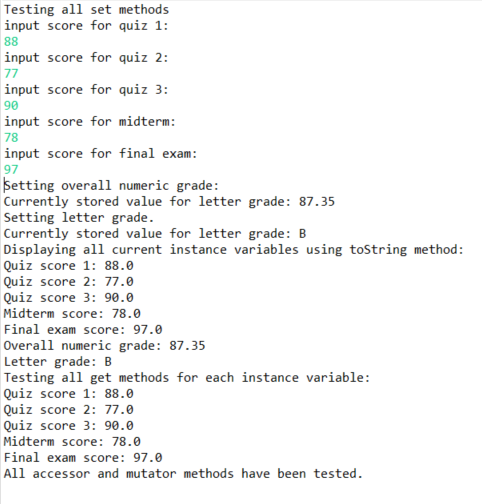 Testing all set methods
input score for quiz 1:
88
input score for quiz 2:
77
input score for quiz 3:
90
input score for midterm:
78
input score for final exam:
97
Setting overall numeric grade:
Currently stored value for letter grade: 87.35
Setting letter grade.
Currently stored value for letter grade: B
Displaying all current instance variables using toString method:
Quiz score 1: 88.0
Quiz score 2: 77.0
Quiz score 3: 90.0
Midterm score: 78.0
Final exam score: 97.0
Overall numeric grade: 87.35
Letter grade: B
Testing all get methods for each instance variable:
Quiz score 1: 88.0
Quiz score 2: 77.0
Quiz score 3: 90.0
Midterm score: 78.0
Final exam score: 97.0
All accessor and mutator methods have been tested.